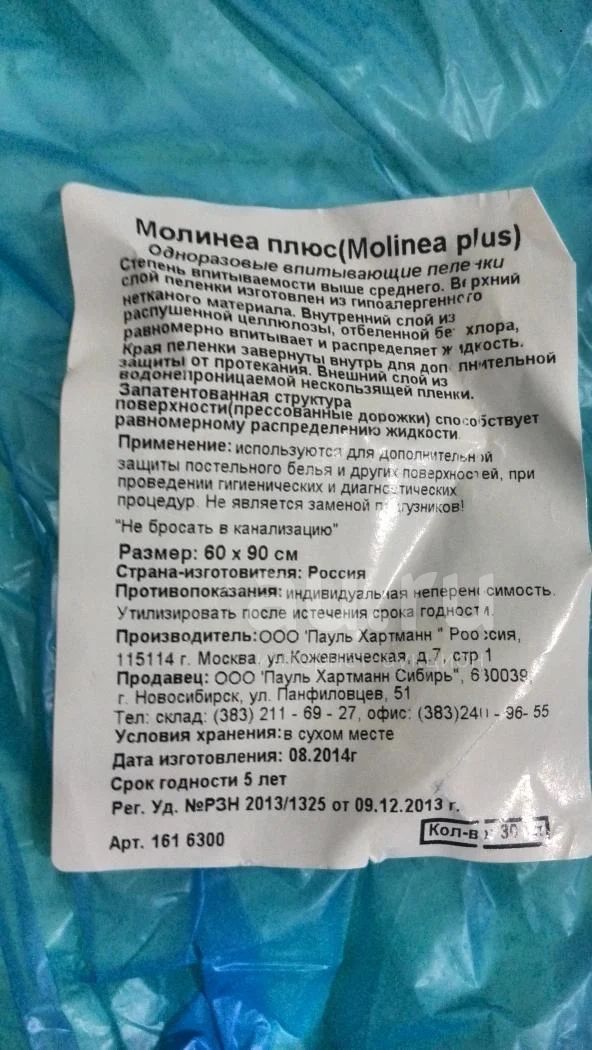 Молинеа плюс(Molinea plus)
Одноразовые впитывающие пеленки
Степень впитываемости выше среднего. Верхний
слой пеленки изготовлен из гипоалергенного
нетканого материала. Внутренний слой из
распушенной целлюлозы, отбеленной без хлора,
равномерно впитывает и распределяет жидкость.
Края пеленки завернуты внутрь для дополнительной
защиты от протекания. Внешний слой из
водонепроницаемой нескользящей пленки.
Запатентованная структура
поверхности(прессованные дорожки) способствует
равномерному распределению жидкости
Применение: используются для дополнительной
защиты постельного белья и других поверхностей, при
проведении гигиенических и диагностических
процедур. Не является заменой подгузников!
"Не бросать в канализацию"
Размер: 60 х 90 см
Страна-изготовителя: Россия
Противопоказания: индивидуальная непереносимость.
Утилизировать после истечения срока годности.
Производитель:ООО 'Пауль Хартманн " Россия,
115114 г. Москва, ул.Кожевническая, д.7, стр.1
Продавец: ООО 'Пауль Хартманн Сибирь", 630039,
г. Новосибирск, ул. Панфиловцев, 51
Тел: склад: (383) 211 - 69 - 27, офис: (383)240 - 96- 55
Условия хранения:в сухом месте
Дата изготовления: 08.2014г
Срок годности 5 лет
Рег. Уд. №РЗН 2013/1325 от 09.12.2013 г.
Арт. 161 6300
Кол-во 30 шт